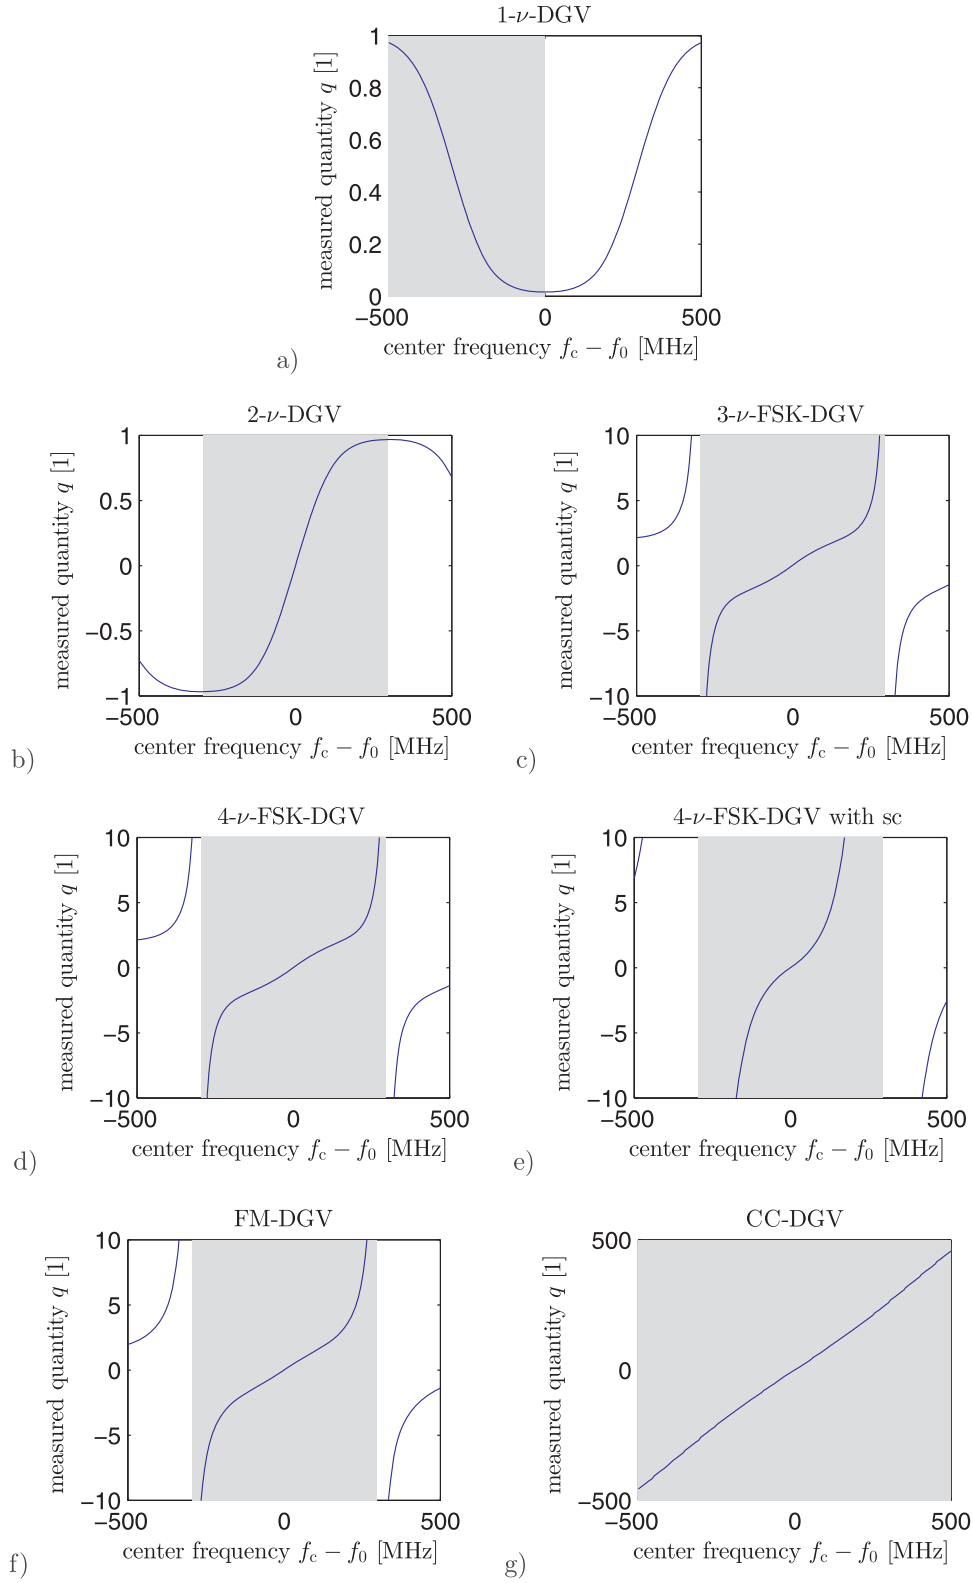 1-ν-DGV
measured quantity q [1]
1
0.8
0.6
0.4
0.2
0
−500
0
500
center frequency f_c − f_0 [MHz]
a)
2-ν-DGV
measured quantity q [1]
1
0.5
0
−0.5
−1
−500
0
500
center frequency f_c − f_0 [MHz]
b)
3-ν-FSK-DGV
measured quantity q [1]
10
5
0
−5
−10
−500
0
500
center frequency f_c − f_0 [MHz]
c)
4-ν-FSK-DGV
measured quantity q [1]
10
5
0
−5
−10
−500
0
500
center frequency f_c − f_0 [MHz]
d)
4-ν-FSK-DGV with sc
measured quantity q [1]
10
5
0
−5
−10
−500
0
500
center frequency f_c − f_0 [MHz]
e)
FM-DGV
measured quantity q [1]
10
5
0
−5
−10
−500
0
500
center frequency f_c − f_0 [MHz]
f)
CC-DGV
measured quantity q [1]
500
0
−500
−500
0
500
center frequency f_c − f_0 [MHz]
g)